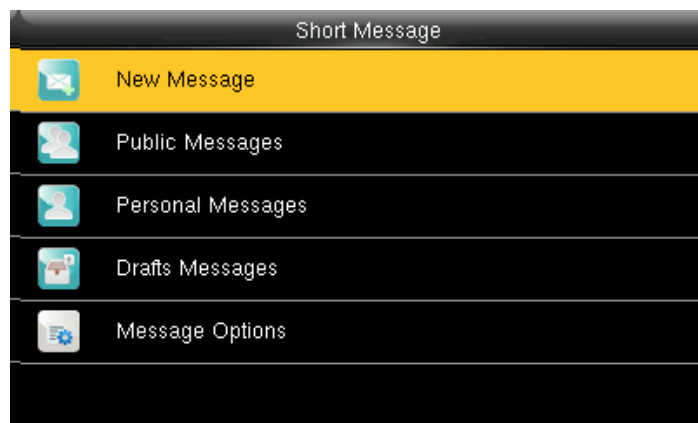 Short Message
New Message
Public Messages
Personal Messages
Drafts Messages
Message Options